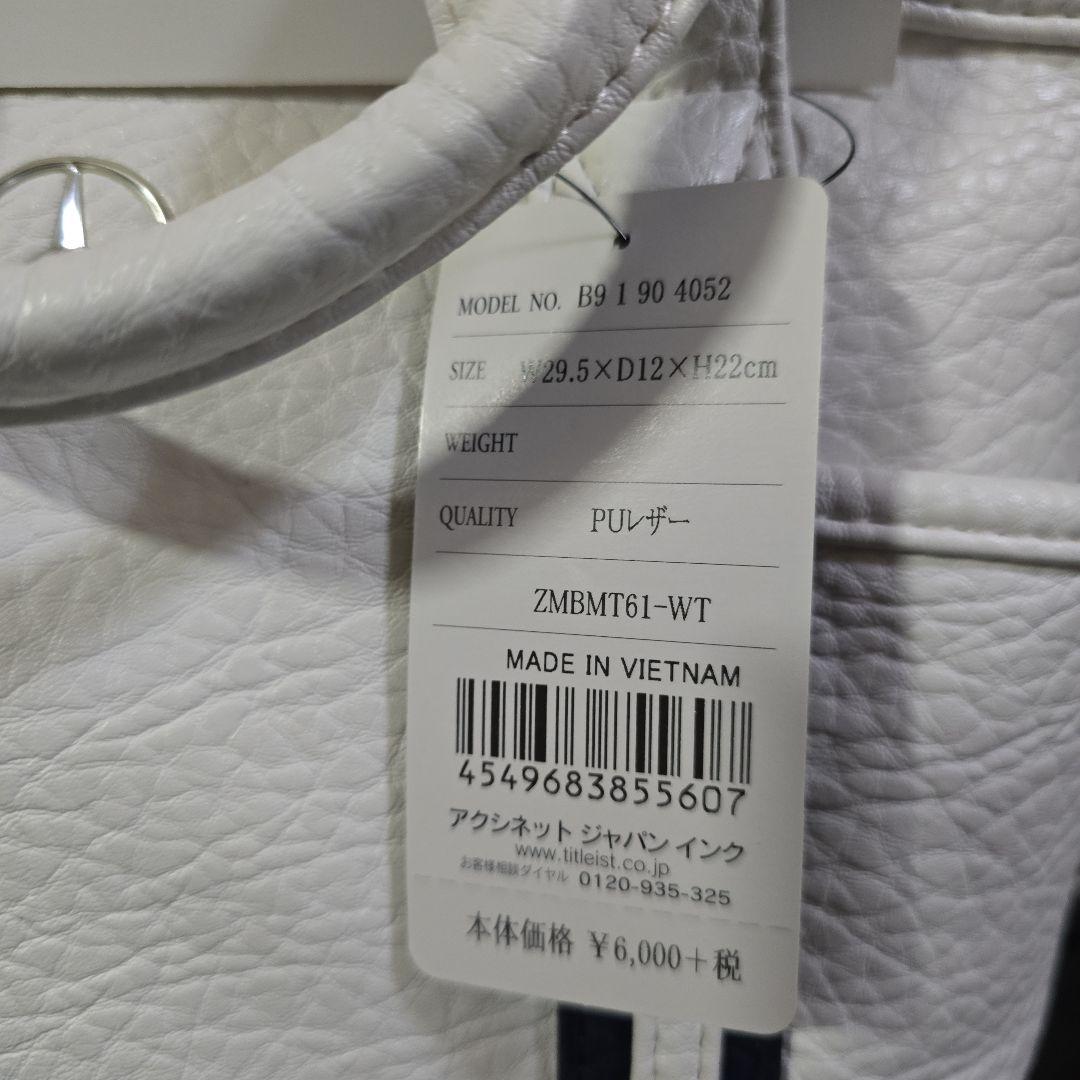 MODEL NO. B9 1 90 4052
SIZE W29.5×D12×H22cm
WEIGHT
QUALITY PUレザー
ZMBMT61-WT
MADE IN VIETNAM
4549683855607
アクシネット ジャパン インク
www.titleist.co.jp
お客様相談ダイヤル 0120-935-325
本体価格 ￥6,000＋税